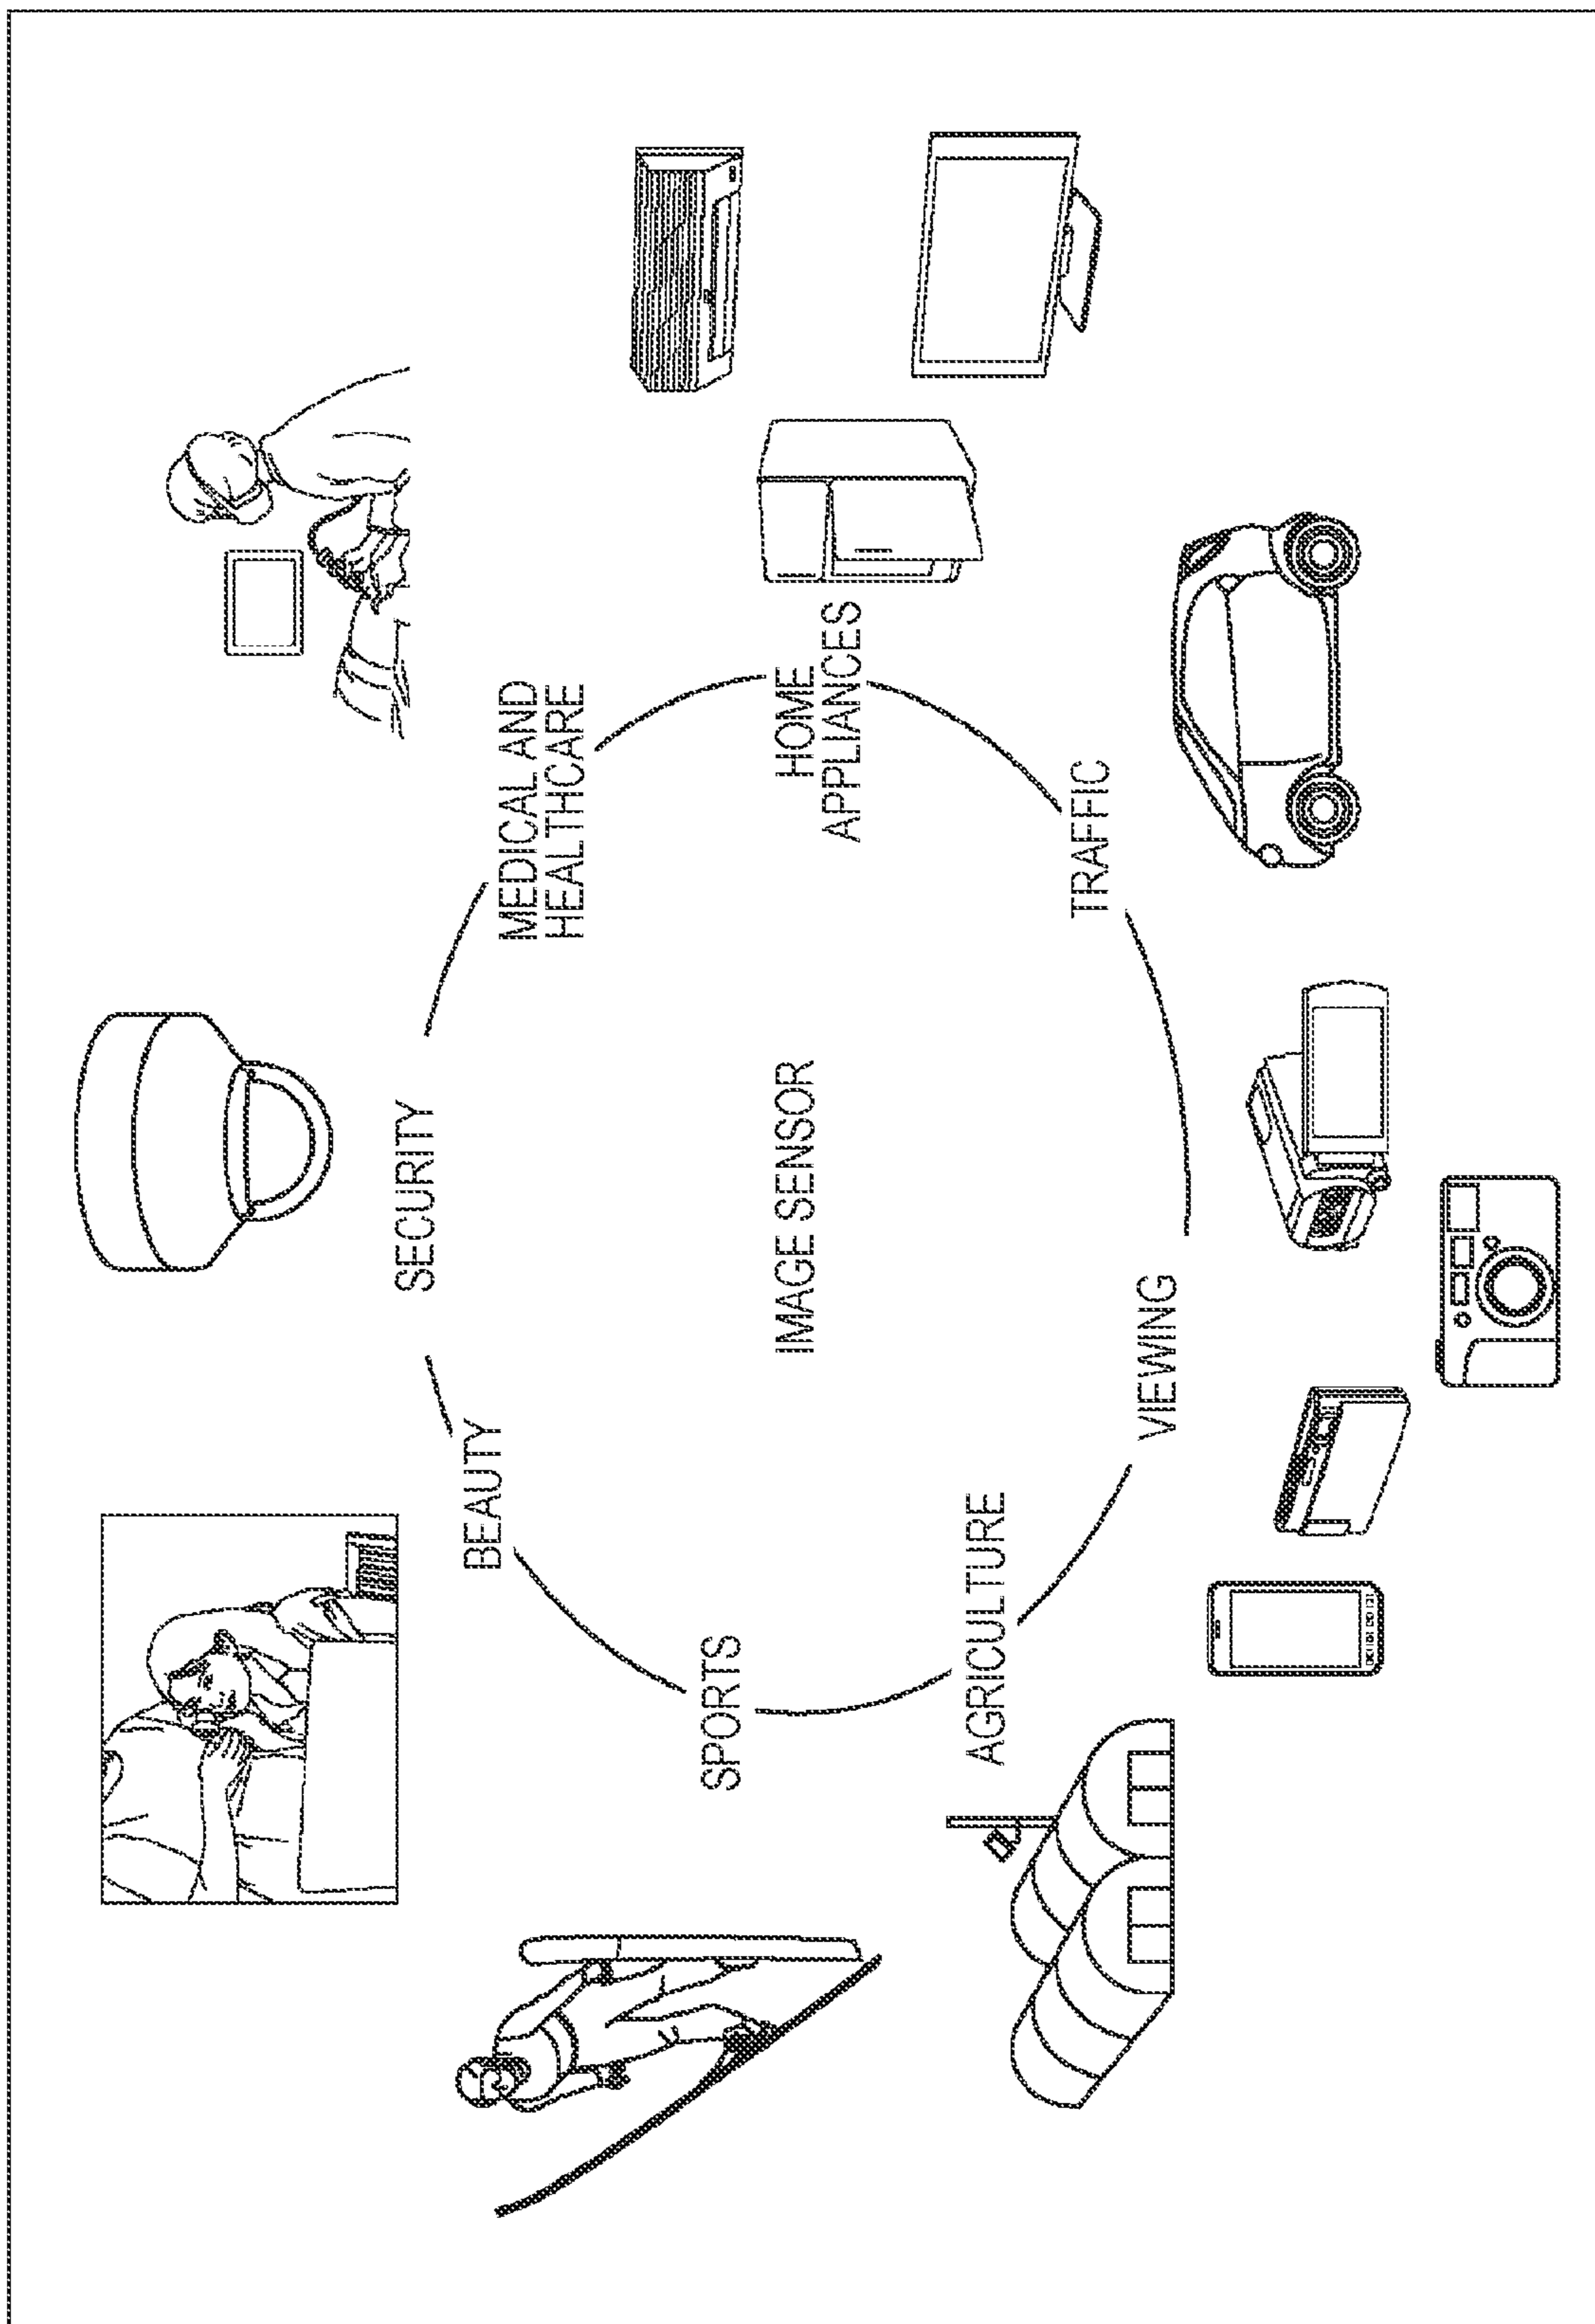 SECURITY
BEAUTY
MEDICAL AND
HEALTHCARE
SPORTS
IMAGE SENSOR
HOME
APPLIANCES
AGRICULTURE
TRAFFIC
VIEWING